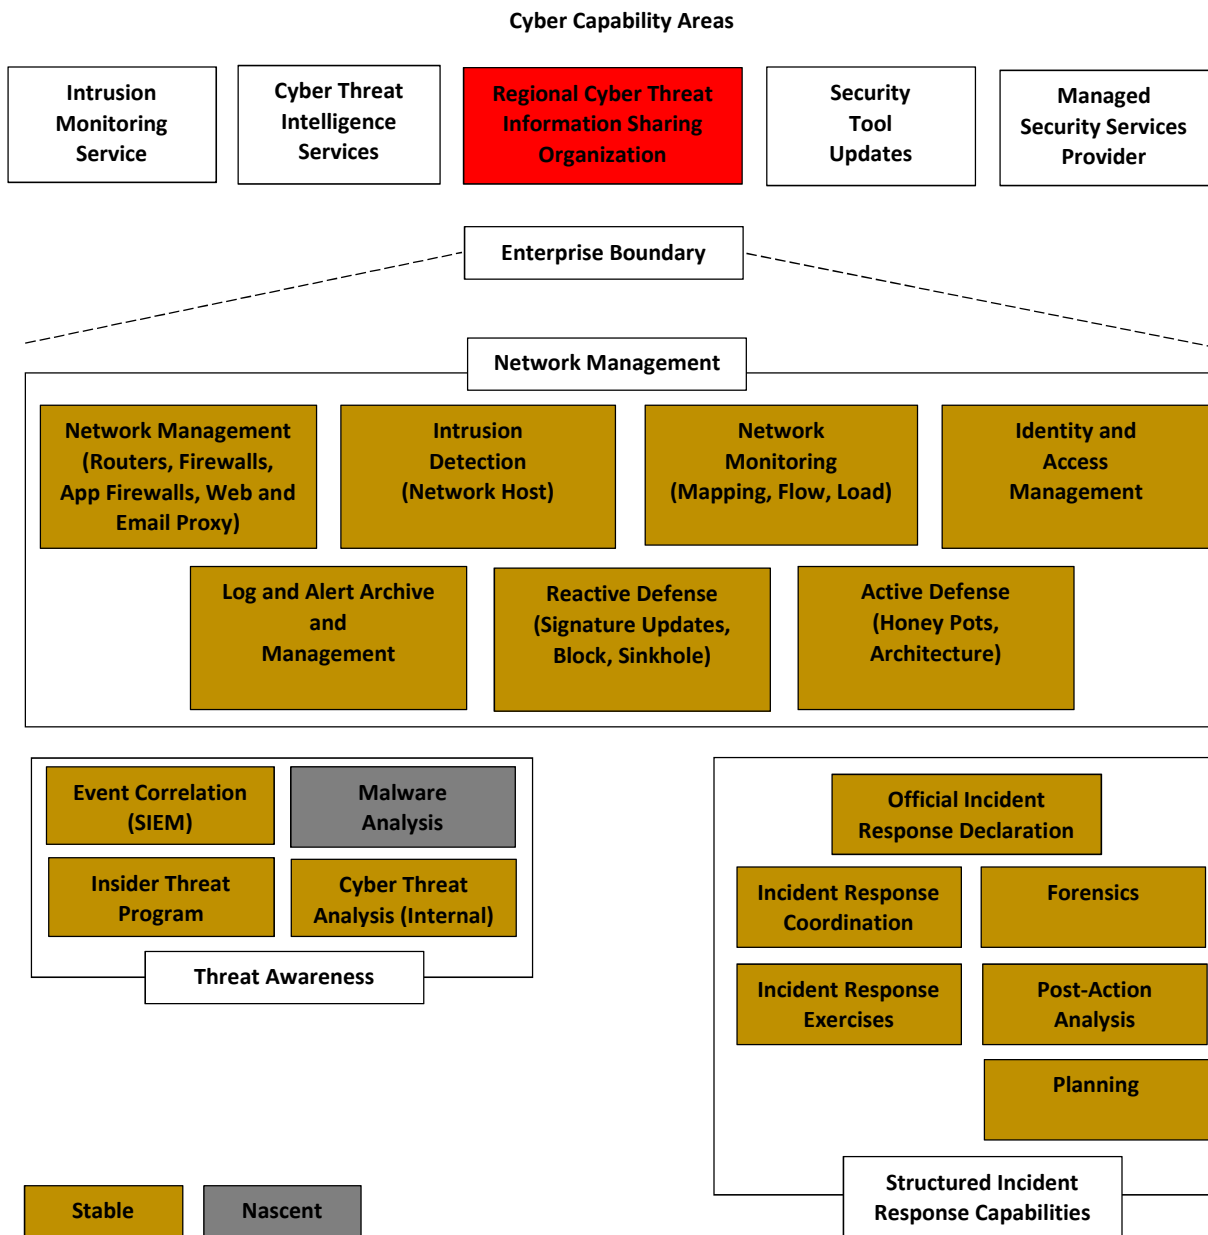 Cyber Capability Areas
Intrusion
Monitoring
Service
Cyber Threat
Intelligence
Services
Regional Cyber Threat
Information Sharing
Organization
Security
Tool
Updates
Managed
Security Services
Provider
Enterprise Boundary
Network Management
Network Management
(Routers, Firewalls,
App Firewalls, Web and
Email Proxy)
Intrusion
Detection
(Network Host)
Network
Monitoring
(Mapping, Flow, Load)
Identity and
Access
Management
Log and Alert Archive
and
Management
Reactive Defense
(Signature Updates,
Block, Sinkhole)
Active Defense
(Honey Pots,
Architecture)
Event Correlation
(SIEM)
Malware
Analysis
Insider Threat
Program
Cyber Threat
Analysis (Internal)
Threat Awareness
Official Incident
Response Declaration
Incident Response
Coordination
Forensics
Incident Response
Exercises
Post-Action
Analysis
Planning
Structured Incident
Response Capabilities
Stable
Nascent